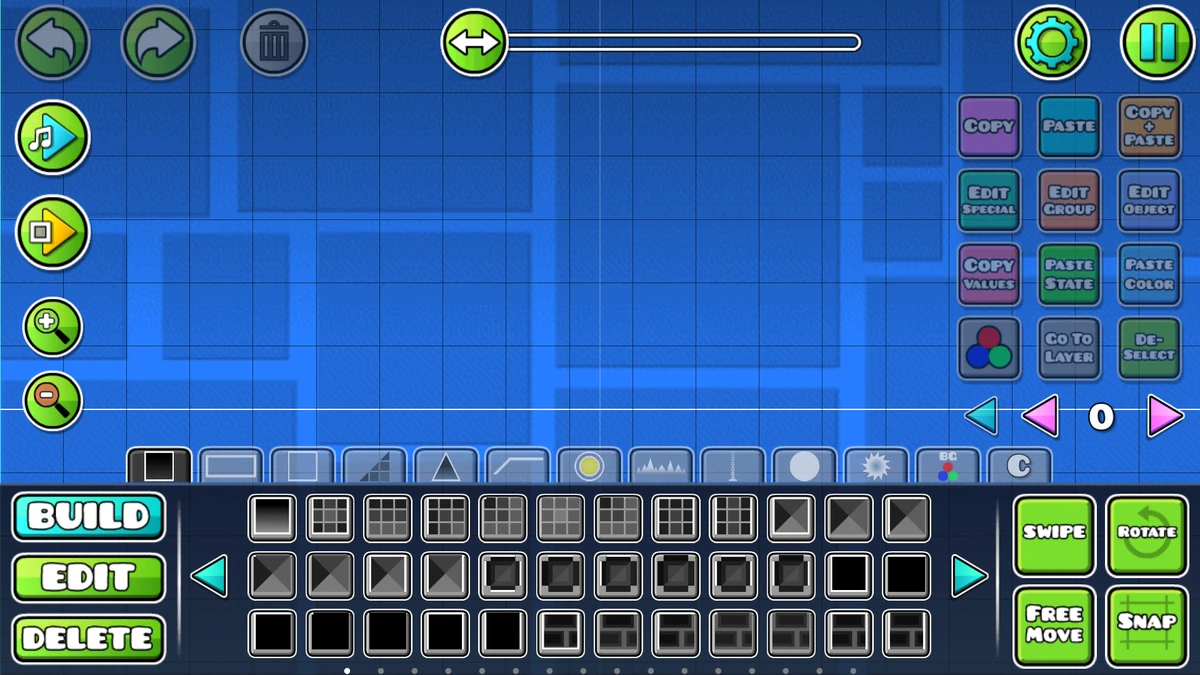 COPY
PASTE
COPY
+
PASTE
EDIT
SPECIAL
EDIT
GROUP
EDIT
OBJECT
COPY
VALUES
PASTE
STATE
PASTE
COLOR
GO TO
LAYER
DE-
SELECT
0
BG
C
BUILD
EDIT
DELETE
SWIPE
ROTATE
FREE
MOVE
SNAP